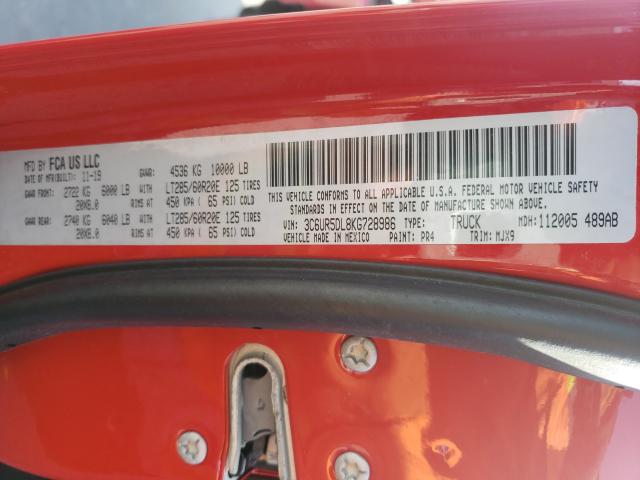 MFD BY FCA US LLC
DATE OF MFR(BUILT): 11-19 GVWR: 4536 KG 10000 LB
GAWR FRONT: 2722 KG 6000 LB WITH LT285/60R20E 125 TIRES
20X8.0 RIMS AT 450 KPA ( 65 PSI) COLD
GAWR REAR: 2740 KG 6040 LB WITH LT285/60R20E 125 TIRES
20X8.0 RIMS AT 450 KPA ( 65 PSI) COLD
THIS VEHICLE CONFORMS TO ALL APPLICABLE U.S.A. FEDERAL MOTOR VEHICLE SAFETY
STANDARDS IN EFFECT ON THE DATE OF MANUFACTURE SHOWN ABOVE.
VIN: 3C6UR5DL8KG728986 TYPE: TRUCK MDH: 112005 489AB
VEHICLE MADE IN MEXICO PAINT: PR4 TRIM: MJX9